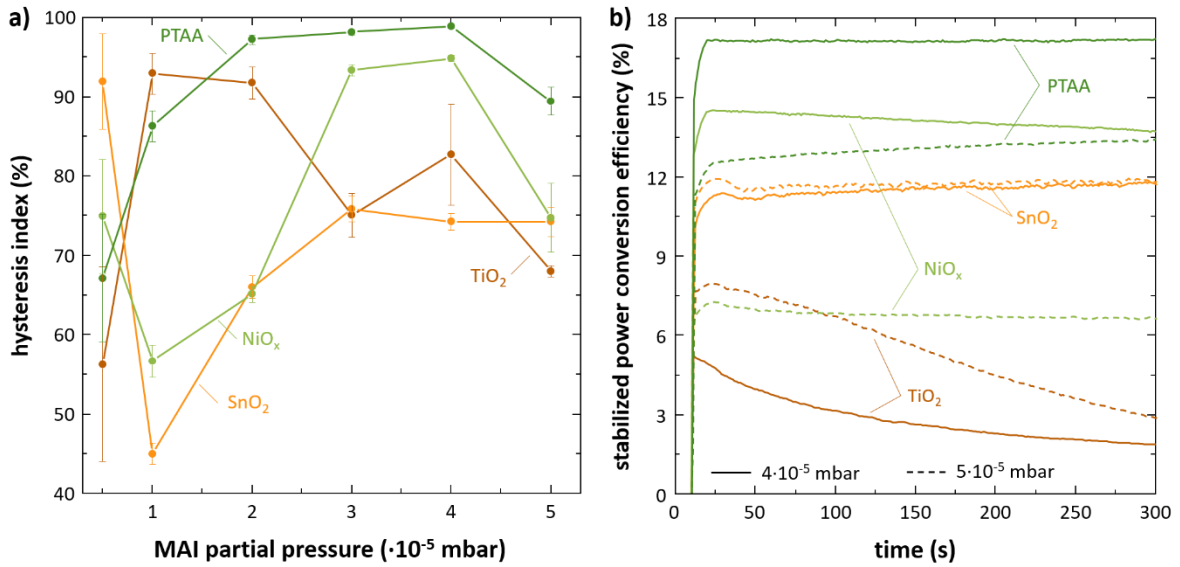 a)
hysteresis index (%)
100
90
80
70
60
50
40
1
2
3
4
5
MAI partial pressure (·10⁻⁵ mbar)
PTAA
TiO₂
NiOₓ
SnO₂
b)
stabilized power conversion efficiency (%)
18
15
12
9
6
3
0
0
50
100
150
200
250
300
time (s)
PTAA
SnO₂
NiOₓ
TiO₂
4·10⁻⁵ mbar
5·10⁻⁵ mbar